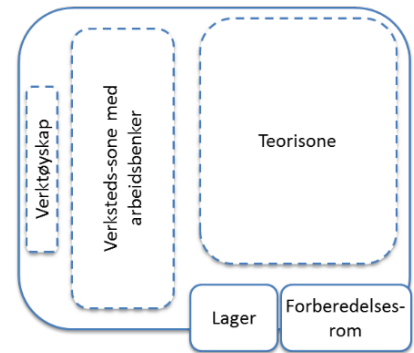 Verktøyskap
Verksteds-sone med
arbeidsbenker
Teorisone
Lager
Forberedelses-
rom